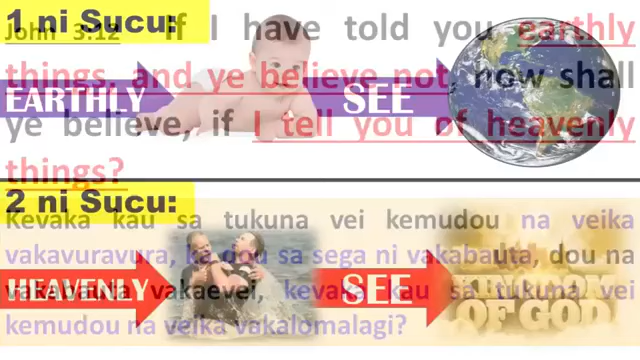 1 ni Sucu:
John 3:12 If I have told you earthly
things, and ye believe not, how shall
EARTHLY SEE
ye believe, if I tell you of heavenly
things?
2 ni Sucu:
Kevaka kau sa tukuna vei kemudou na veika
vakavuravura, ka dou sa sega ni vakabauta, dou na
HEAVENLY SEE KINGDOM
vakabauta vakaevei, kevaka kau sa tukuna vei
OF GOD
kemudou na veika vakalomalagi?